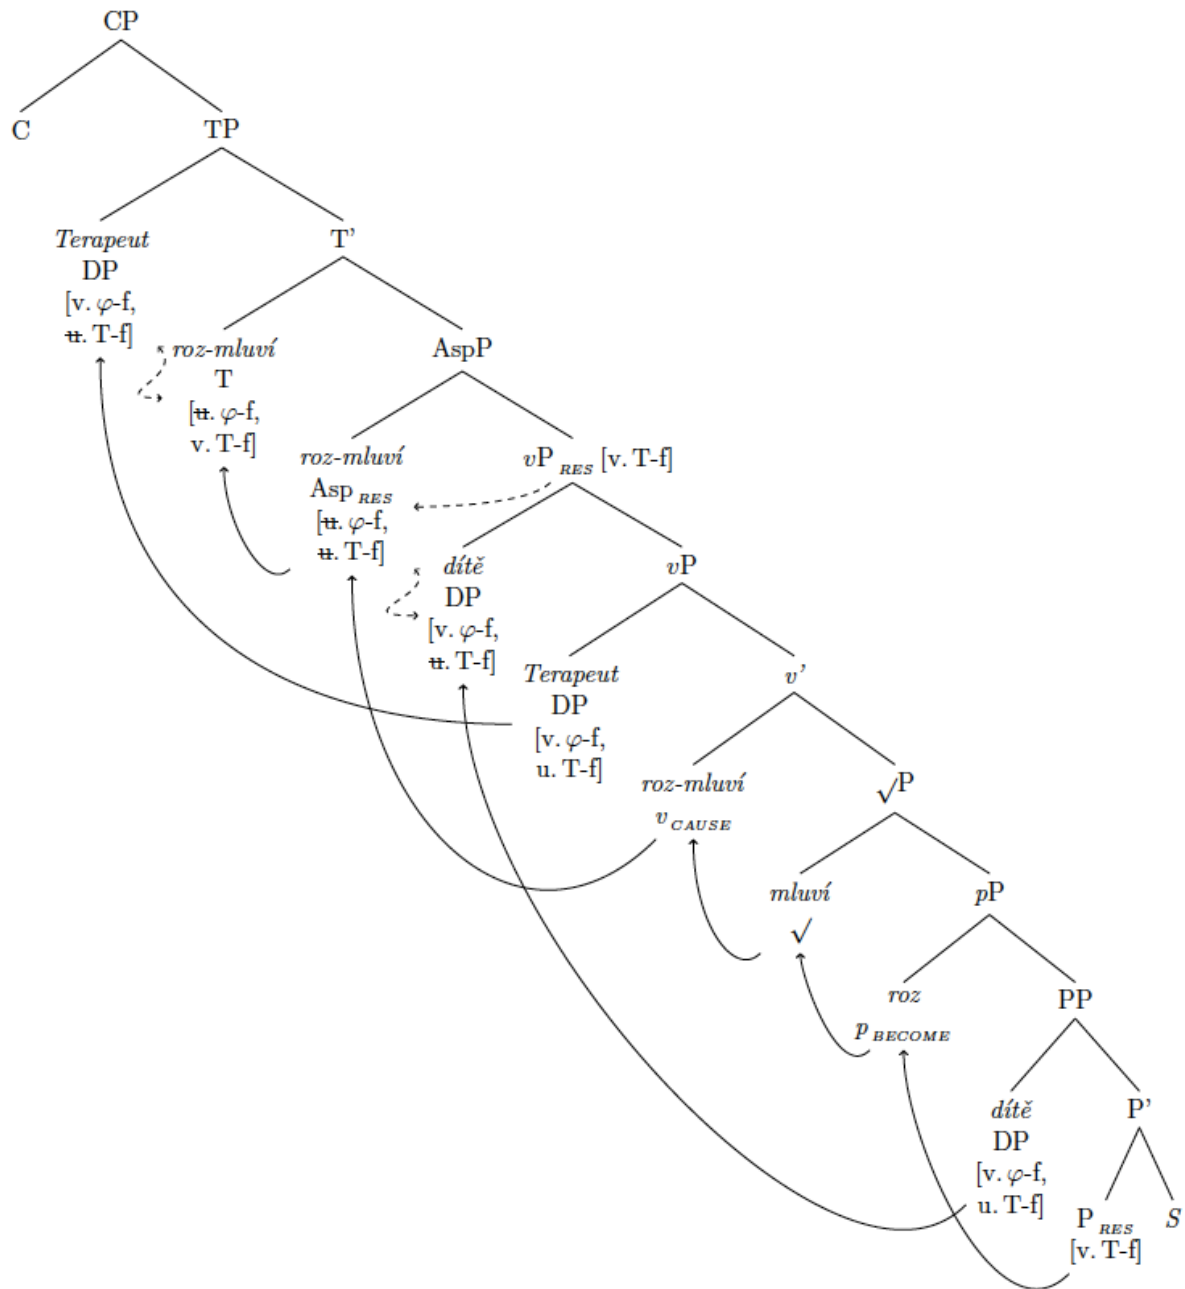 CP
C TP
Terapeut T’
DP
[v. φ-f,
u. T-f]
roz-mluví AspP
T
[u. φ-f,
v. T-f]
roz-mluví vP RES [v. T-f]
Asp RES
[u. φ-f,
u. T-f]
dítě vP
DP
[v. φ-f,
u. T-f]
Terapeut v’
DP
[v. φ-f,
u. T-f]
roz-mluví √P
v CAUSE
mluví pP
√
roz PP
p BECOME
dítě P’
DP
[v. φ-f,
u. T-f]
P RES S
[v. T-f]